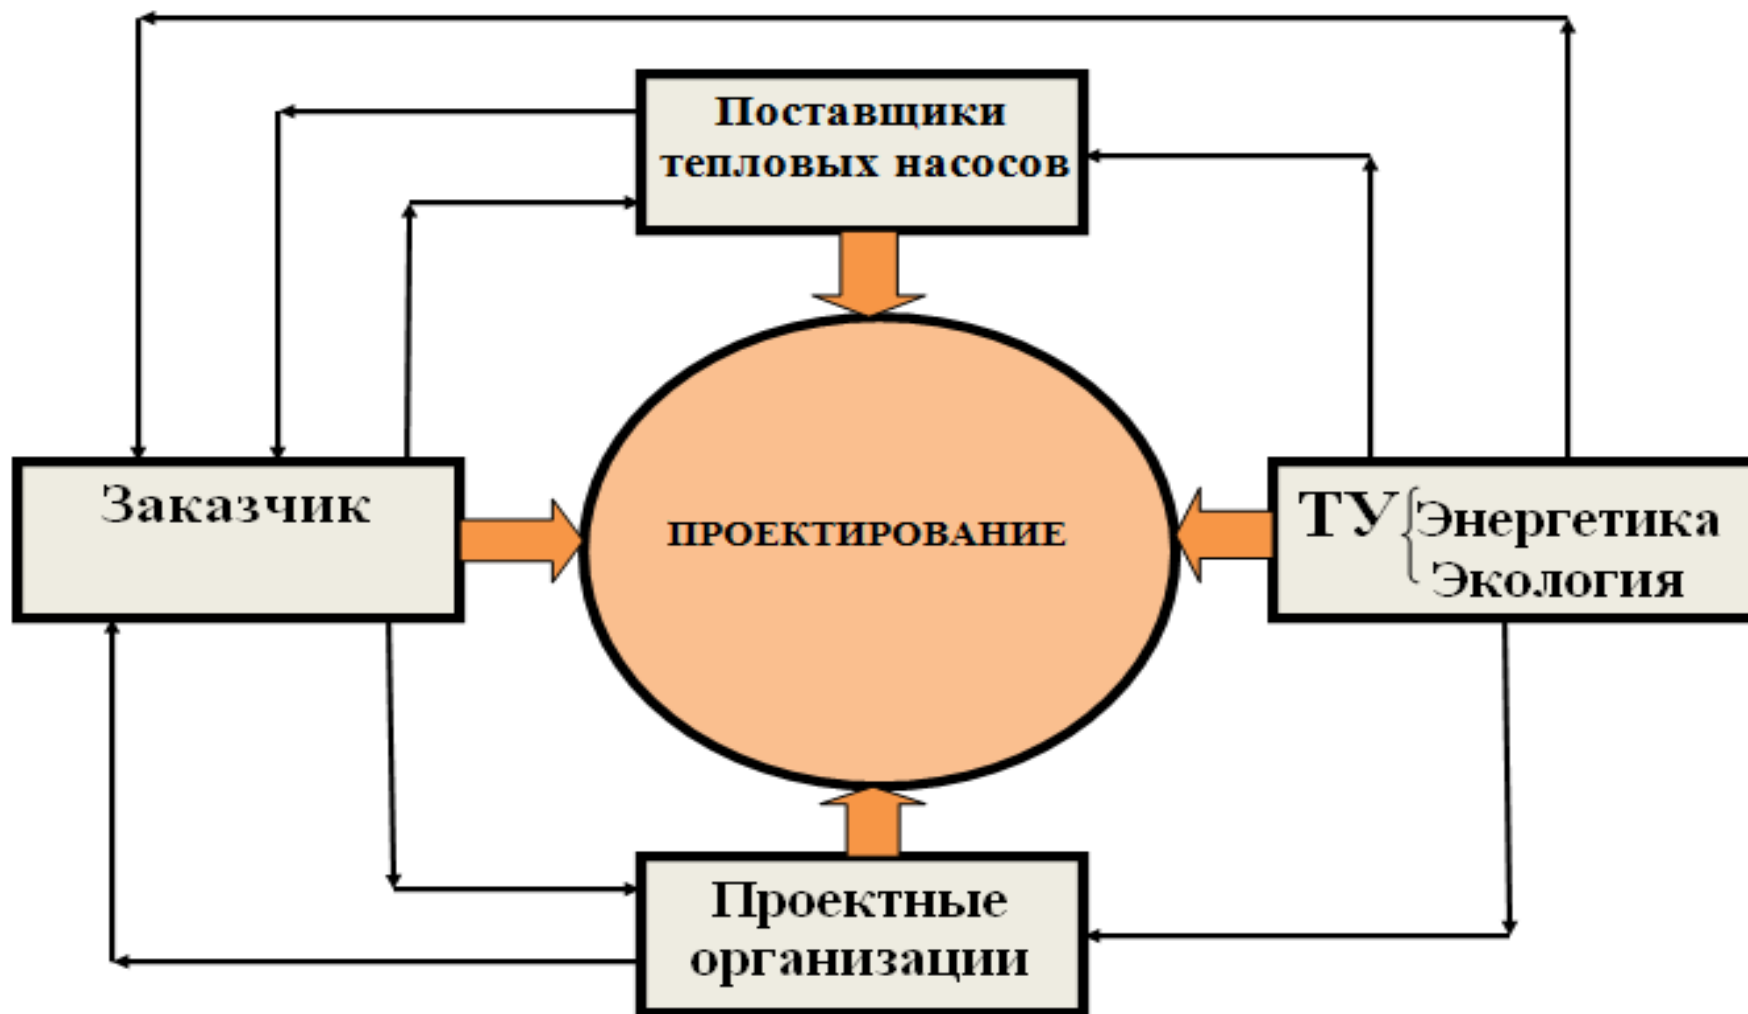 Поставщики
тепловых насосов
Заказчик
ПРОЕКТИРОВАНИЕ
ТУ Энергетика
Экология
Проектные
организации